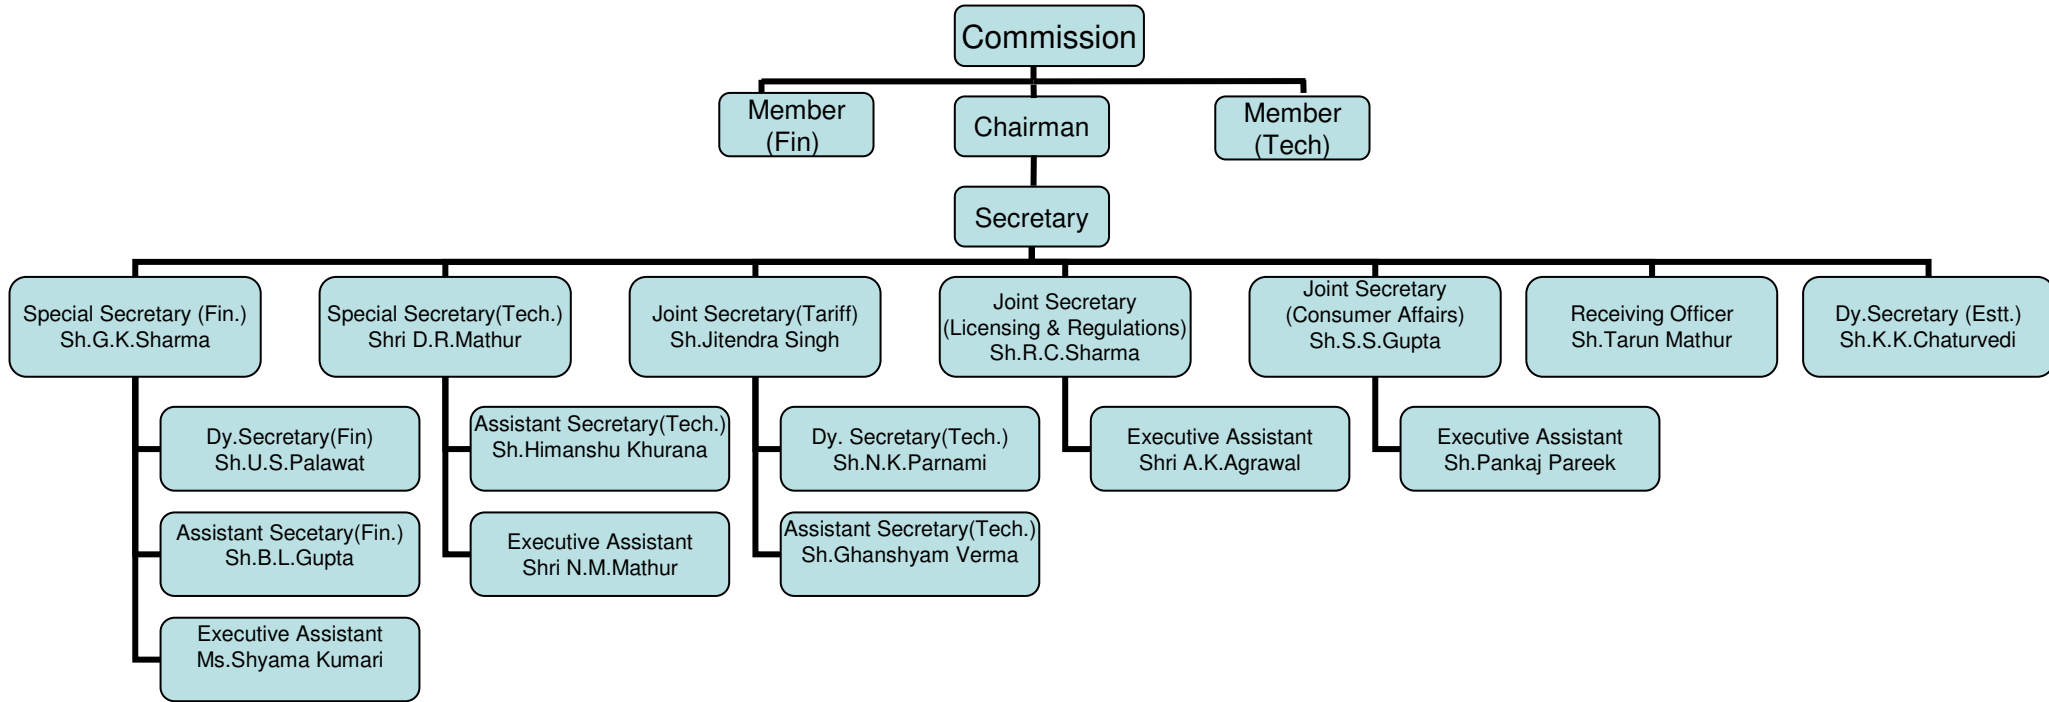 Commission
Member
(Fin)
Chairman
Member
(Tech)
Secretary
Special Secretary (Fin.)
Sh.G.K.Sharma
Special Secretary(Tech.)
Shri D.R.Mathur
Joint Secretary(Tariff)
Sh.Jitendra Singh
Joint Secretary
(Licensing & Regulations)
Sh.R.C.Sharma
Joint Secretary
(Consumer Affairs)
Sh.S.S.Gupta
Receiving Officer
Sh.Tarun Mathur
Dy.Secretary (Estt.)
Sh.K.K.Chaturvedi
Dy.Secretary(Fin)
Sh.U.S.Palawat
Assistant Secretary(Tech.)
Sh.Himanshu Khurana
Dy. Secretary(Tech.)
Sh.N.K.Parnami
Executive Assistant
Shri A.K.Agrawal
Executive Assistant
Sh.Pankaj Pareek
Assistant Secetary(Fin.)
Sh.B.L.Gupta
Executive Assistant
Shri N.M.Mathur
Assistant Secretary(Tech.)
Sh.Ghanshyam Verma
Executive Assistant
Ms.Shyama Kumari